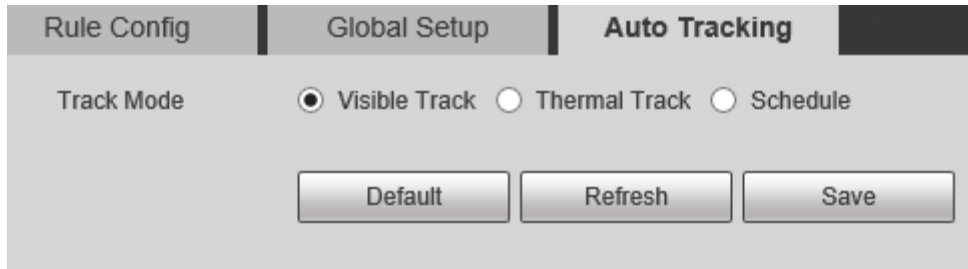 Rule Config Global Setup Auto Tracking
Track Mode Visible Track Thermal Track Schedule
Default Refresh Save